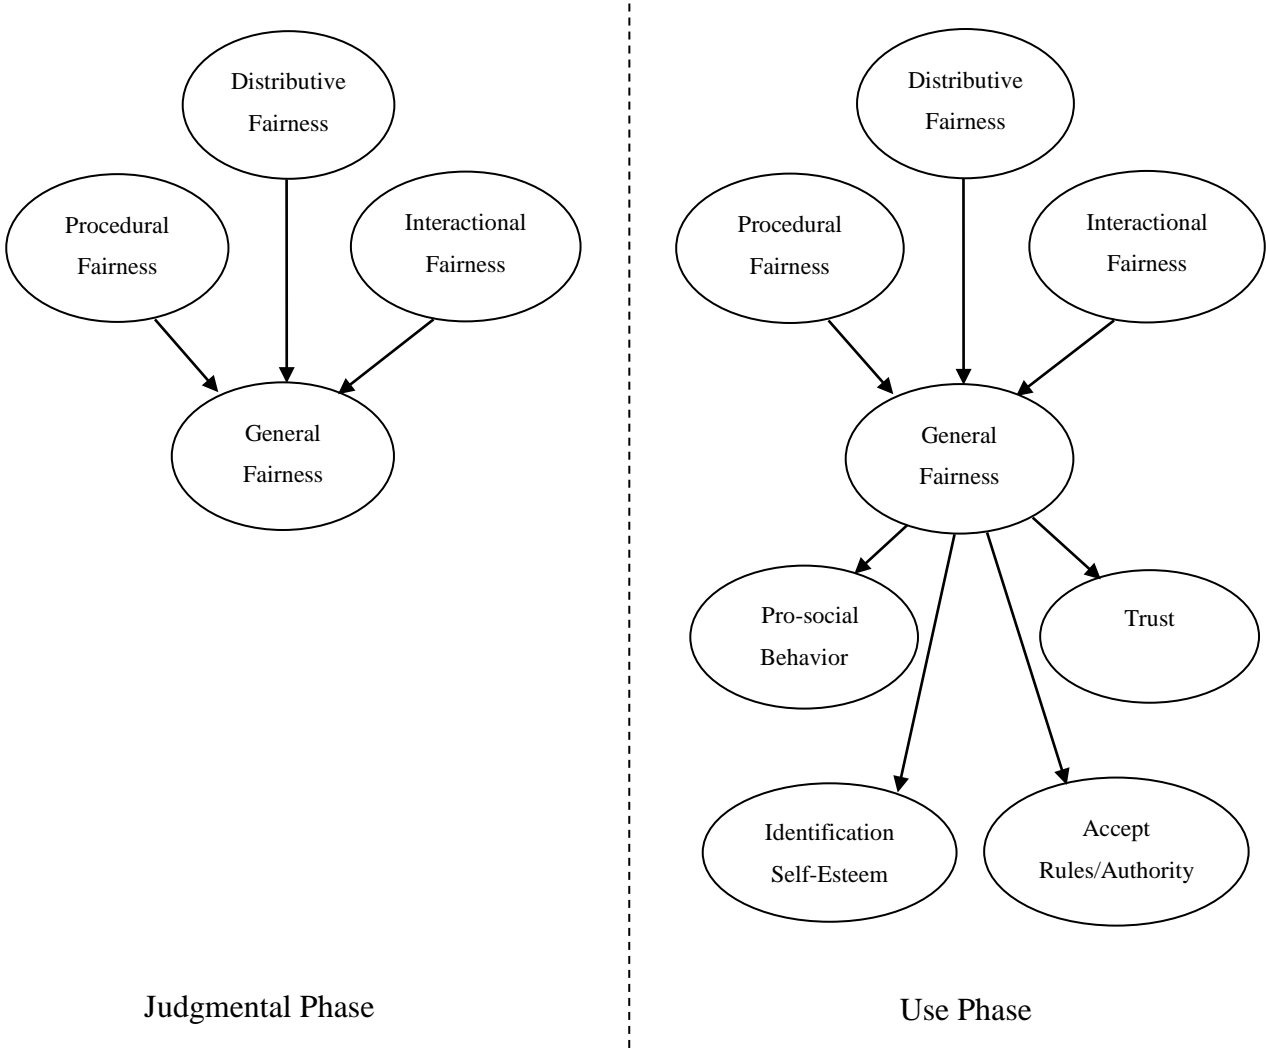 Distributive
Fairness
Procedural
Fairness
Interactional
Fairness
General
Fairness
Judgmental Phase
Distributive
Fairness
Procedural
Fairness
Interactional
Fairness
General
Fairness
Pro-social
Behavior
Trust
Identification
Self-Esteem
Accept
Rules/Authority
Use Phase